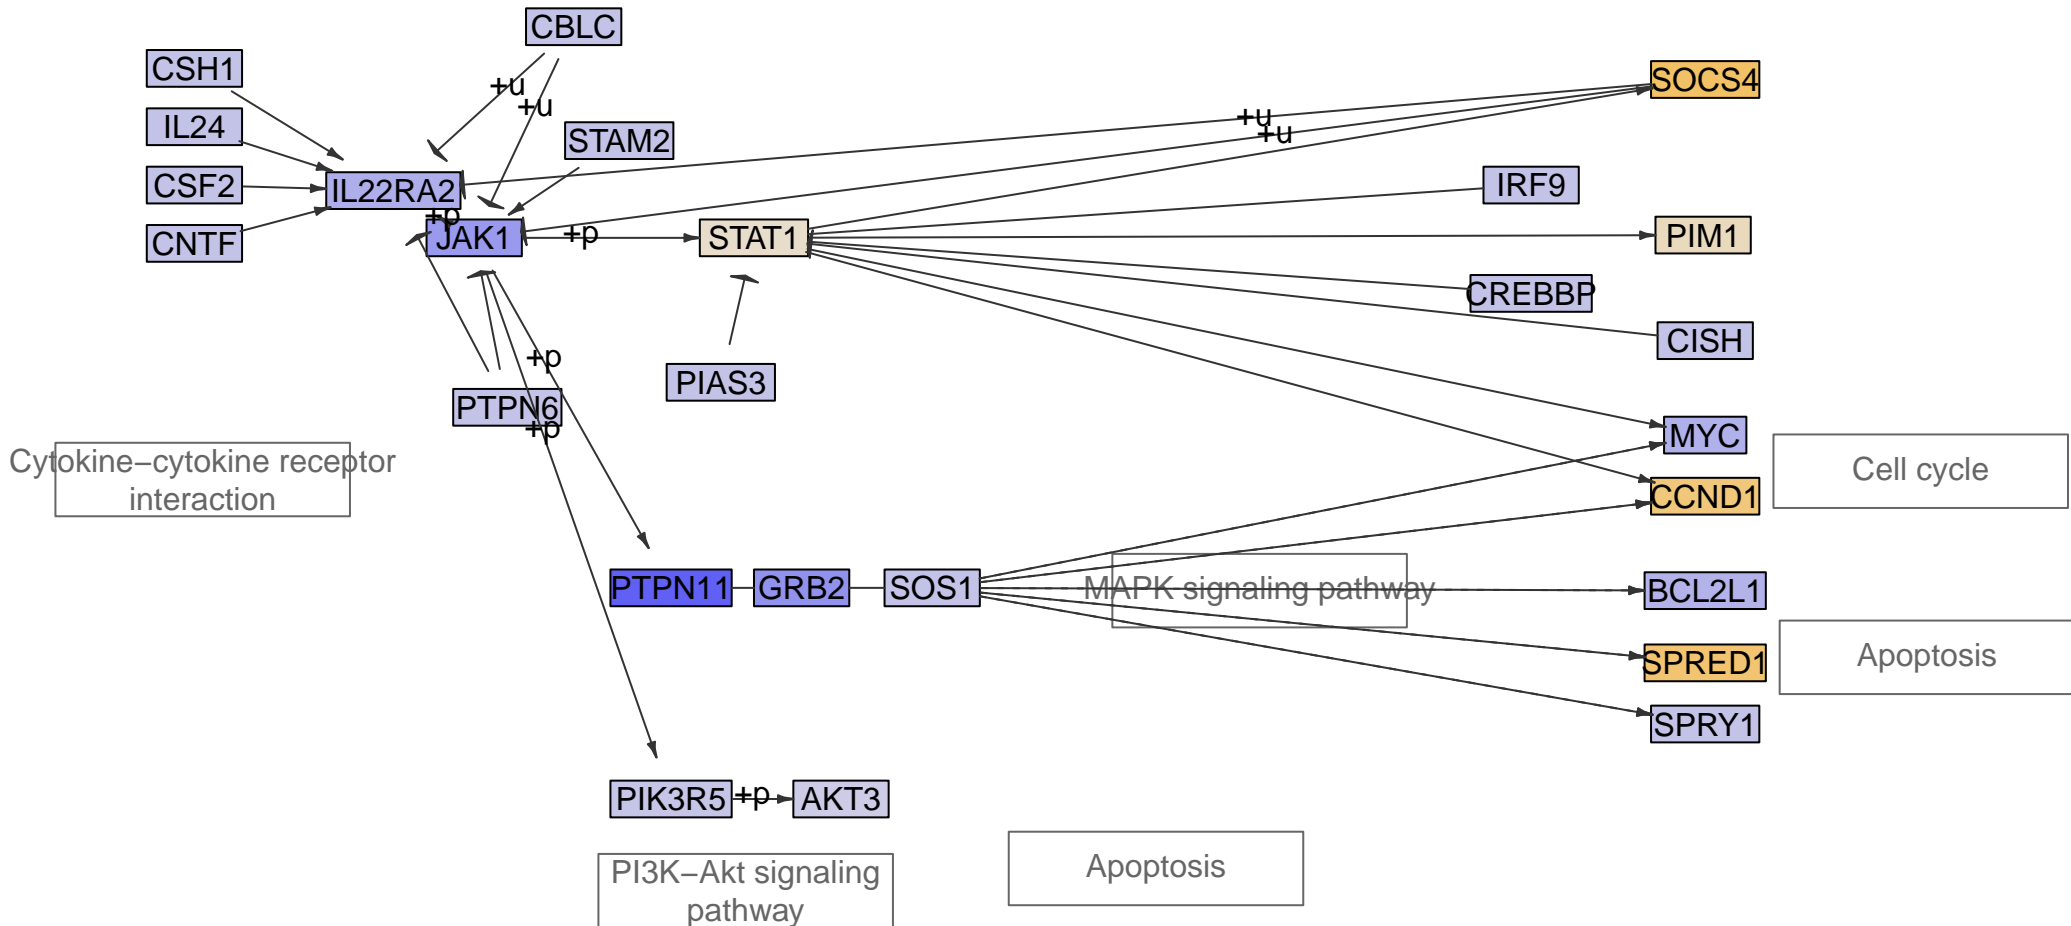 CBLC
CSH1
SOCS4
+u
+u
+u
+u
IL24
STAM2
CSF2
IL22RA2
IRF9
+p
CNTF
JAK1
+p
STAT1
PIM1
CREBBP
CISH
+p
PIAS3
PTPN6
+p
MYC
Cytokine–cytokine receptor
interaction
Cell cycle
CCND1
PTPN11
GRB2
SOS1
MAPK signaling pathway
BCL2L1
SPRED1
Apoptosis
SPRY1
PIK3R5
+p
AKT3
PI3K–Akt signaling
pathway
Apoptosis